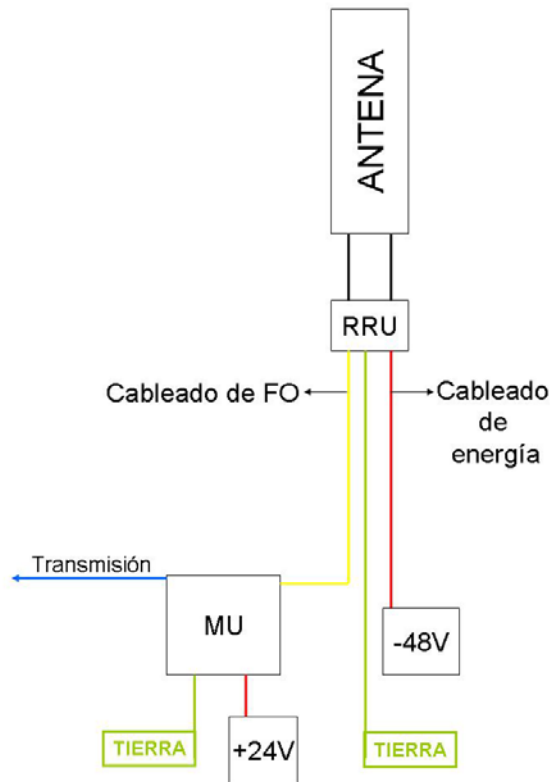 ANTENA
RRU
Cableado de FO
Cableado
de
energía
Transmisión
MU
-48V
TIERRA
+24V
TIERRA